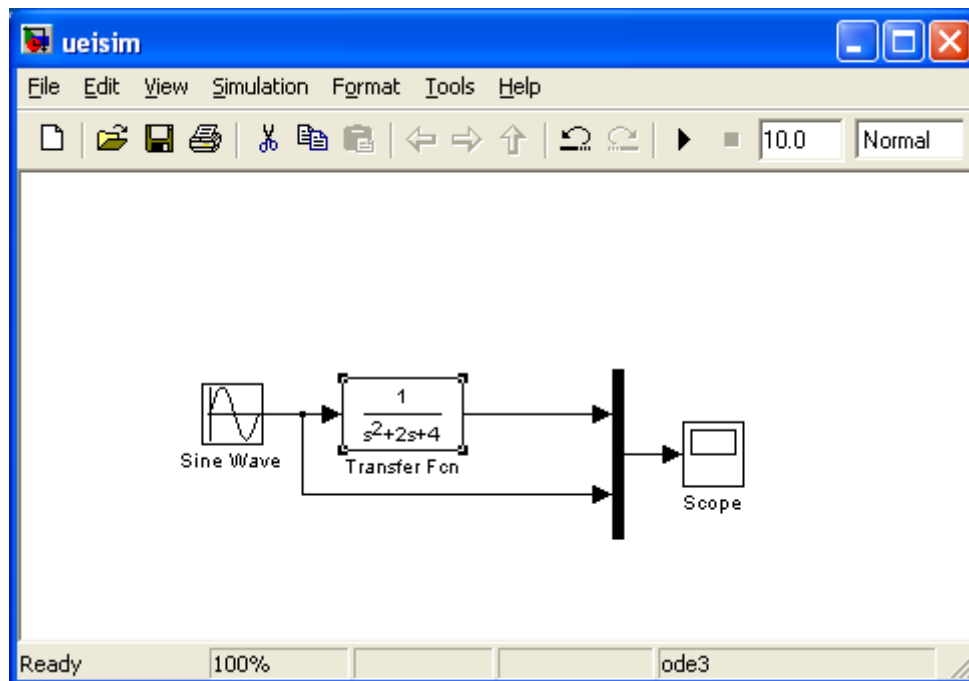 ueisim
File Edit View Simulation Format Tools Help
10.0 Normal
1
s²+2s+4
Sine Wave
Transfer Fcn
Scope
Ready 100% ode3